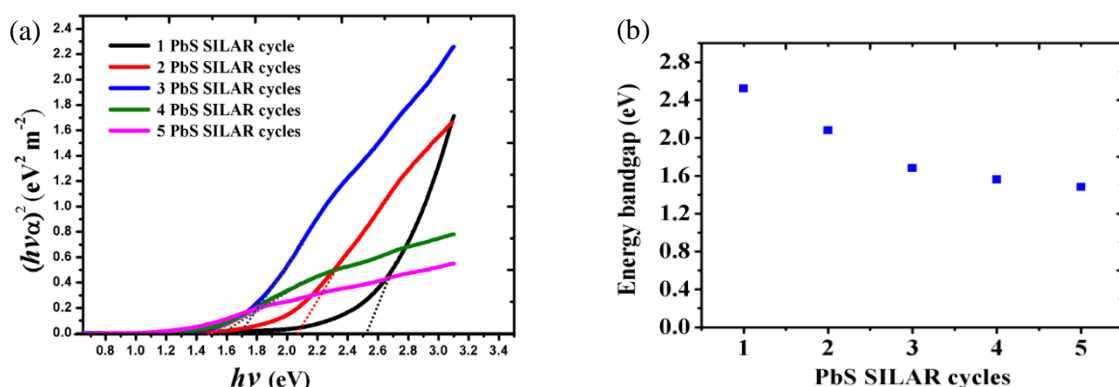 (a)
1 PbS SILAR cycle
2 PbS SILAR cycles
3 PbS SILAR cycles
4 PbS SILAR cycles
5 PbS SILAR cycles
(hνα)² (eV² m⁻²)
2.4
2.2
2.0
1.8
1.6
1.4
1.2
1.0
0.8
0.6
0.4
0.2
0.0
0.8 1.0 1.2 1.4 1.6 1.8 2.0 2.2 2.4 2.6 2.8 3.0 3.2 3.4
hν (eV)
(b)
Energy bandgap (eV)
2.8
2.4
2.0
1.6
1.2
0.8
0.4
0.0
1 2 3 4 5
PbS SILAR cycles